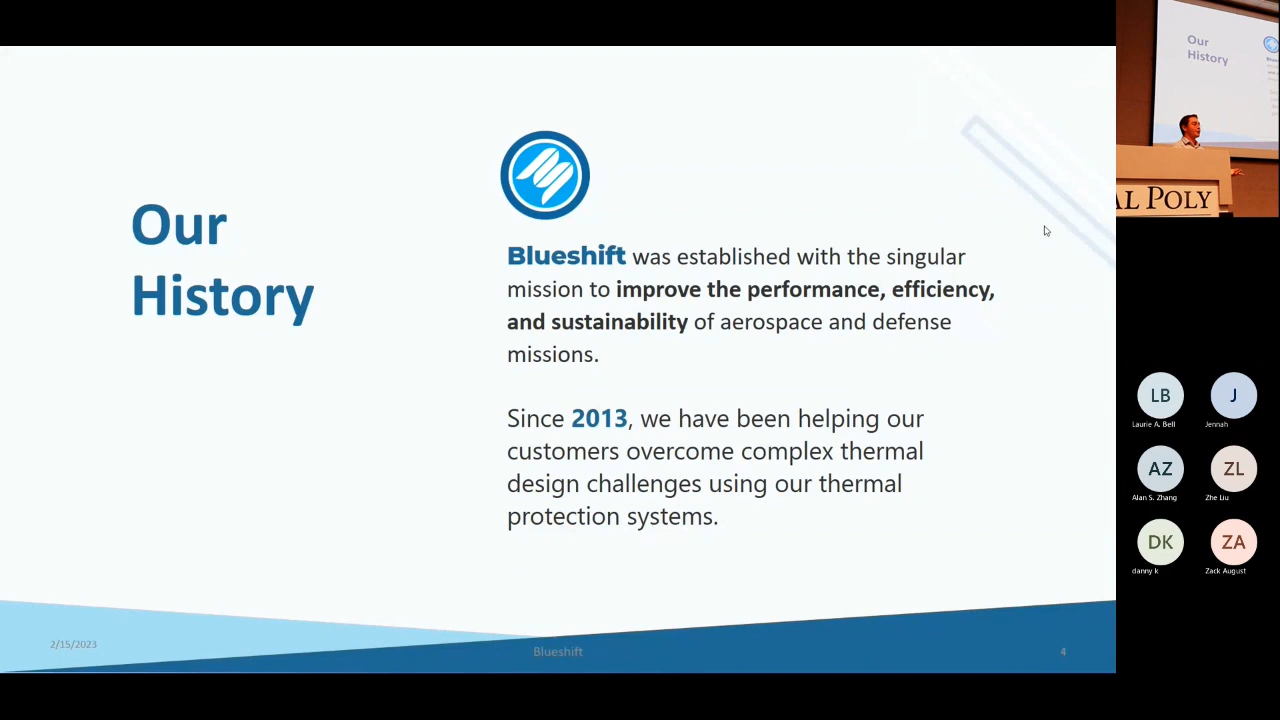 Our
History
Blueshift was established with the singular
mission to improve the performance, efficiency,
and sustainability of aerospace and defense
missions.
Since 2013, we have been helping our
customers overcome complex thermal
design challenges using our thermal
protection systems.
2/15/2023
Blueshift
4
Our
History
AL POLY
LB
Laurie A. Bell
J
Jennah
AZ
Alan S. Zhang
ZL
Zhe Liu
DK
danny k
ZA
Zack August